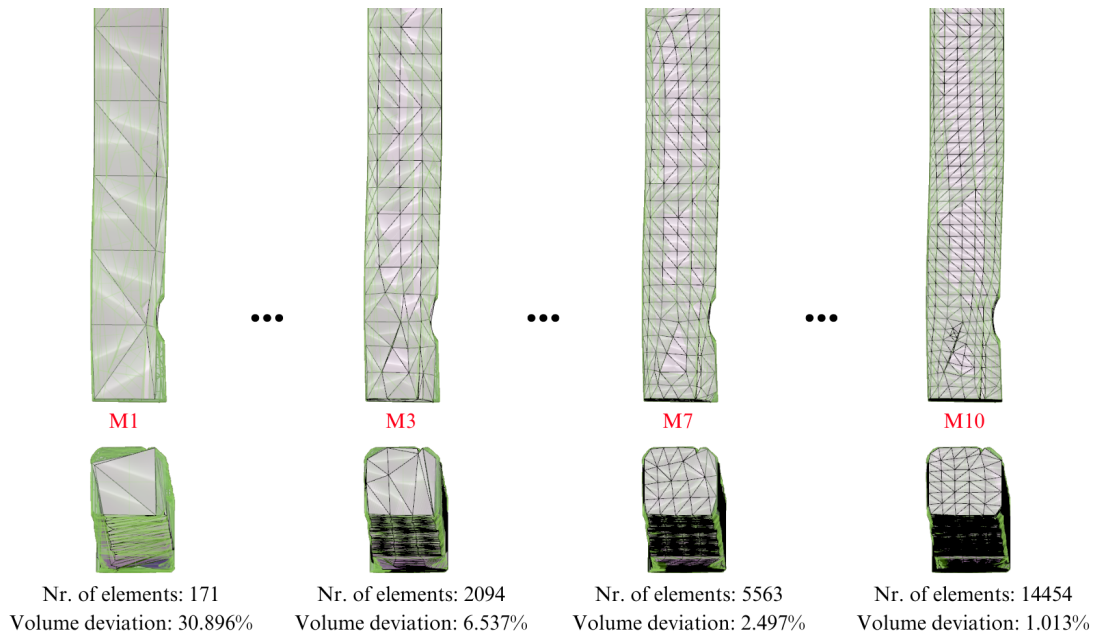 M1
M3
M7
M10
Nr. of elements: 171
Volume deviation: 30.896%
Nr. of elements: 2094
Volume deviation: 6.537%
Nr. of elements: 5563
Volume deviation: 2.497%
Nr. of elements: 14454
Volume deviation: 1.013%